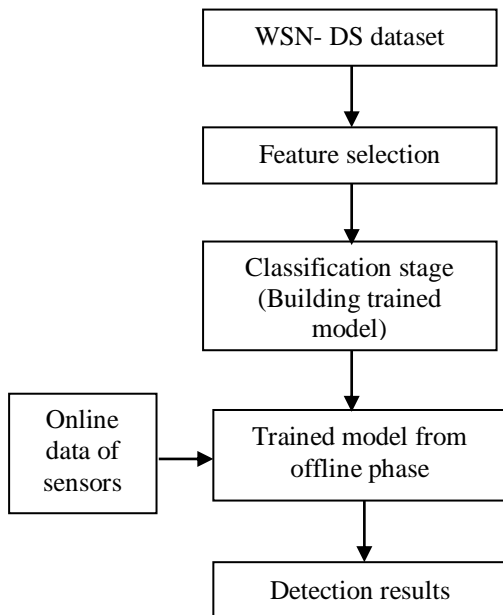 WSN- DS dataset
Feature selection
Classification stage
(Building trained
model)
Online
data of
sensors
Trained model from
offline phase
Detection results